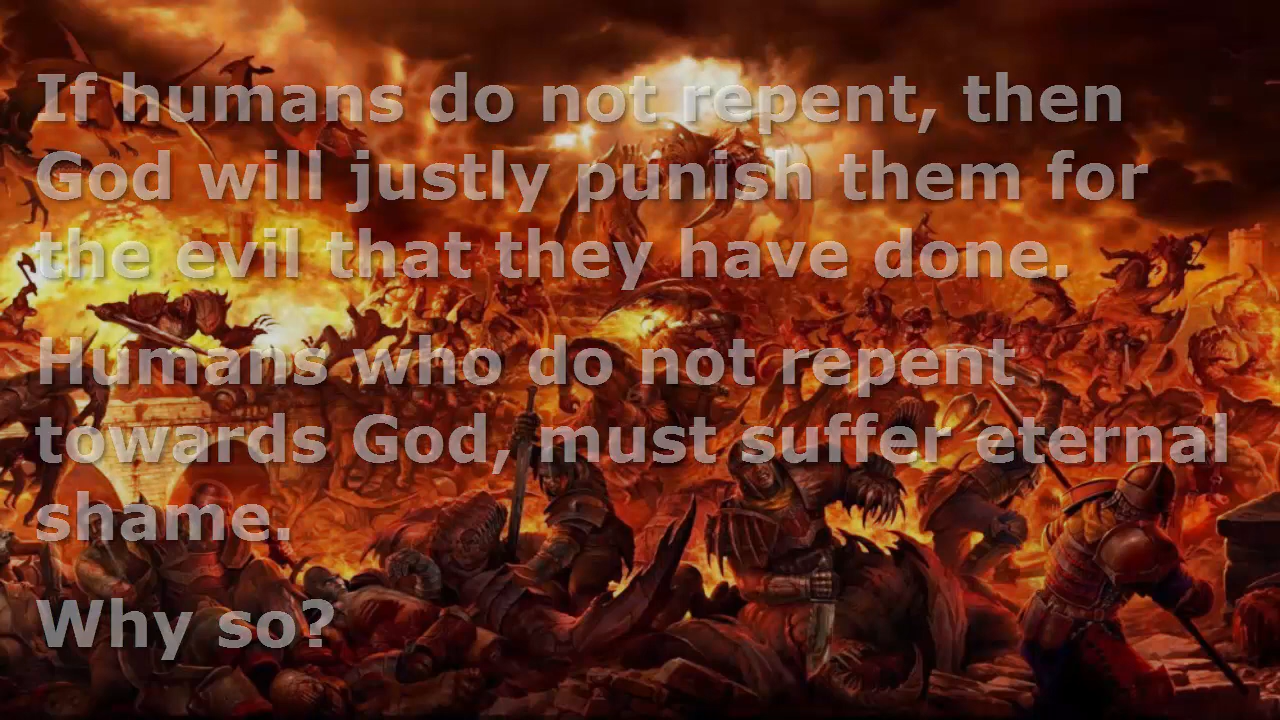 If humans do not repent, then
God will justly punish them for
the evil that they have done.
Humans who do not repent
towards God, must suffer eternal
shame.
Why so?